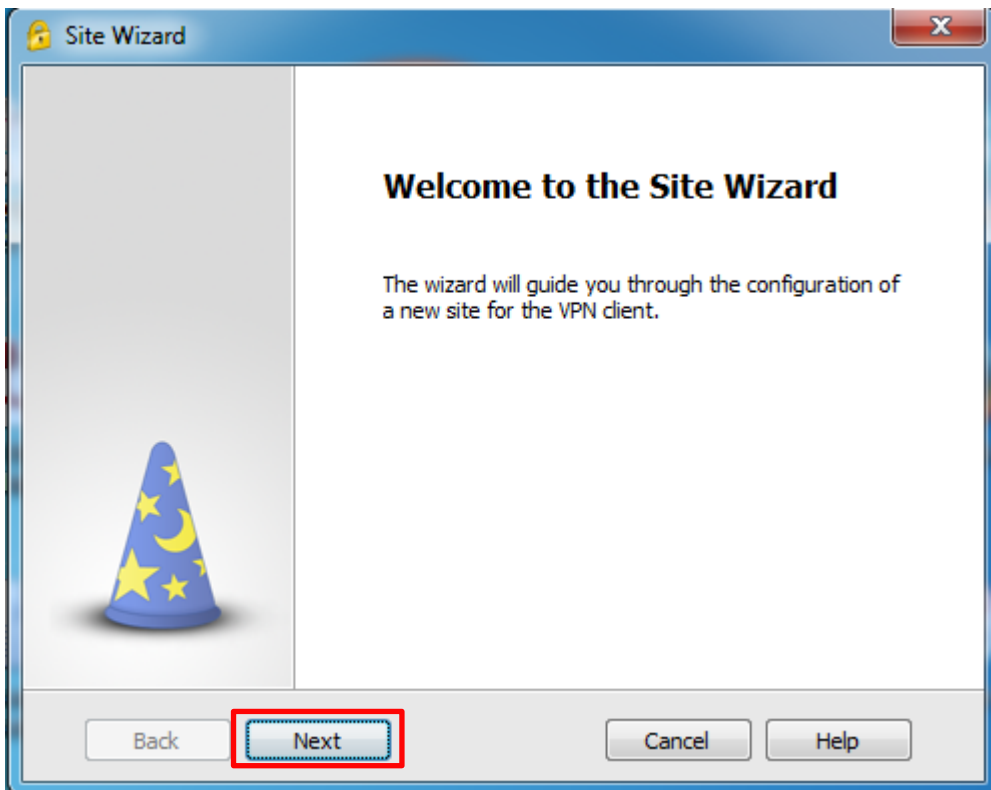 Site Wizard
Welcome to the Site Wizard
The wizard will guide you through the configuration of
a new site for the VPN client.
Back
Next
Cancel
Help